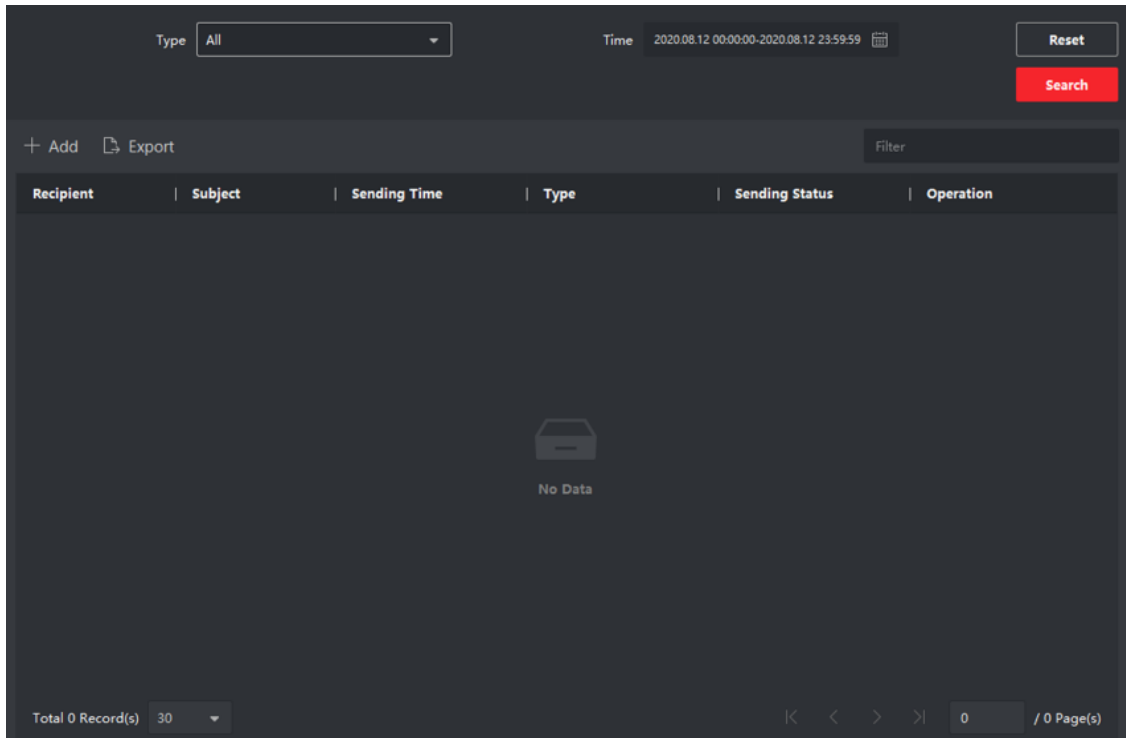 Type All Time 2020.08.12 00:00:00-2020.08.12 23:59:59 Reset
Search
Add Export Filter
Recipient | Subject | Sending Time | Type | Sending Status | Operation
No Data
Total 0 Record(s) 30 0 / 0 Page(s)